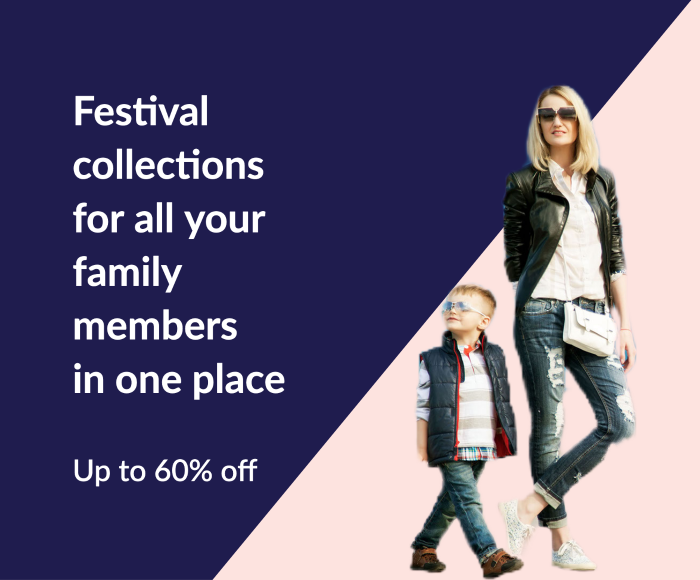 Festival
collections
for all your
family
members
in one place
Up to 60% off